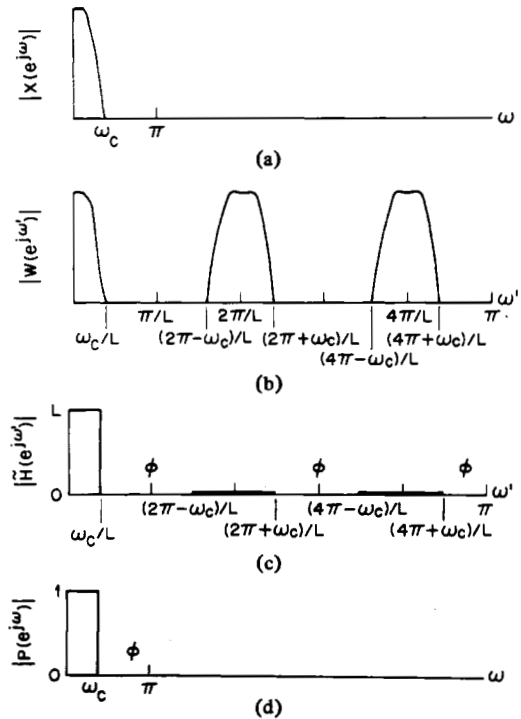 |X(e^{jω})|
ω_C π ω
(a)
|W(e^{jω'})|
ω'
π/L 2π/L 4π/L π
ω_C/L (2π−ω_C)/L (2π+ω_C)/L (4π+ω_C)/L
(4π−ω_C)/L
(b)
|H̃(e^{jω'})|
L
ϕ ϕ ϕ
0 ω'
(2π−ω_C)/L (4π−ω_C)/L π
ω_C/L (2π+ω_C)/L (4π+ω_C)/L
(c)
|P(e^{jω})|
1
ϕ
0 ω
ω_C π
(d)